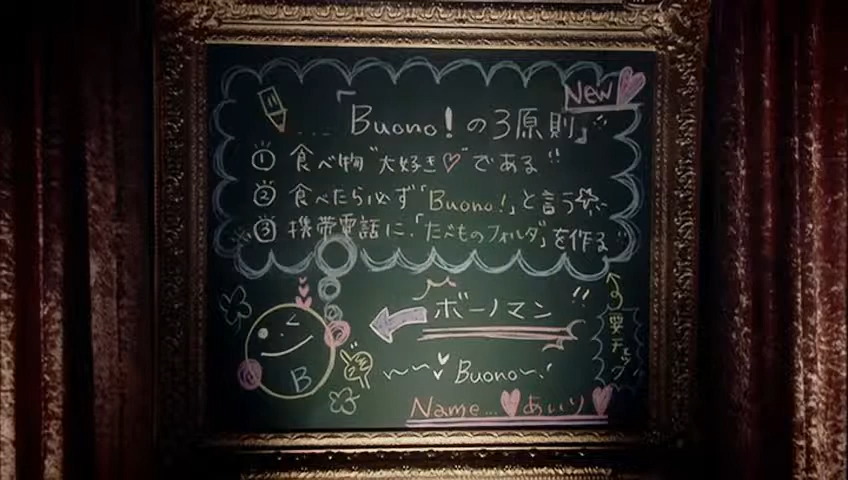 New
「Buono!の3原則」
① 食べ物"大好き♡"である!!
② 食べたら必ず「Buono!」と言う☆
③ 携帯電話に「たべものフォルダ」を作る
ボーノマン!!
B
〜〜♥Buono〜!
Name...♥あいり♥